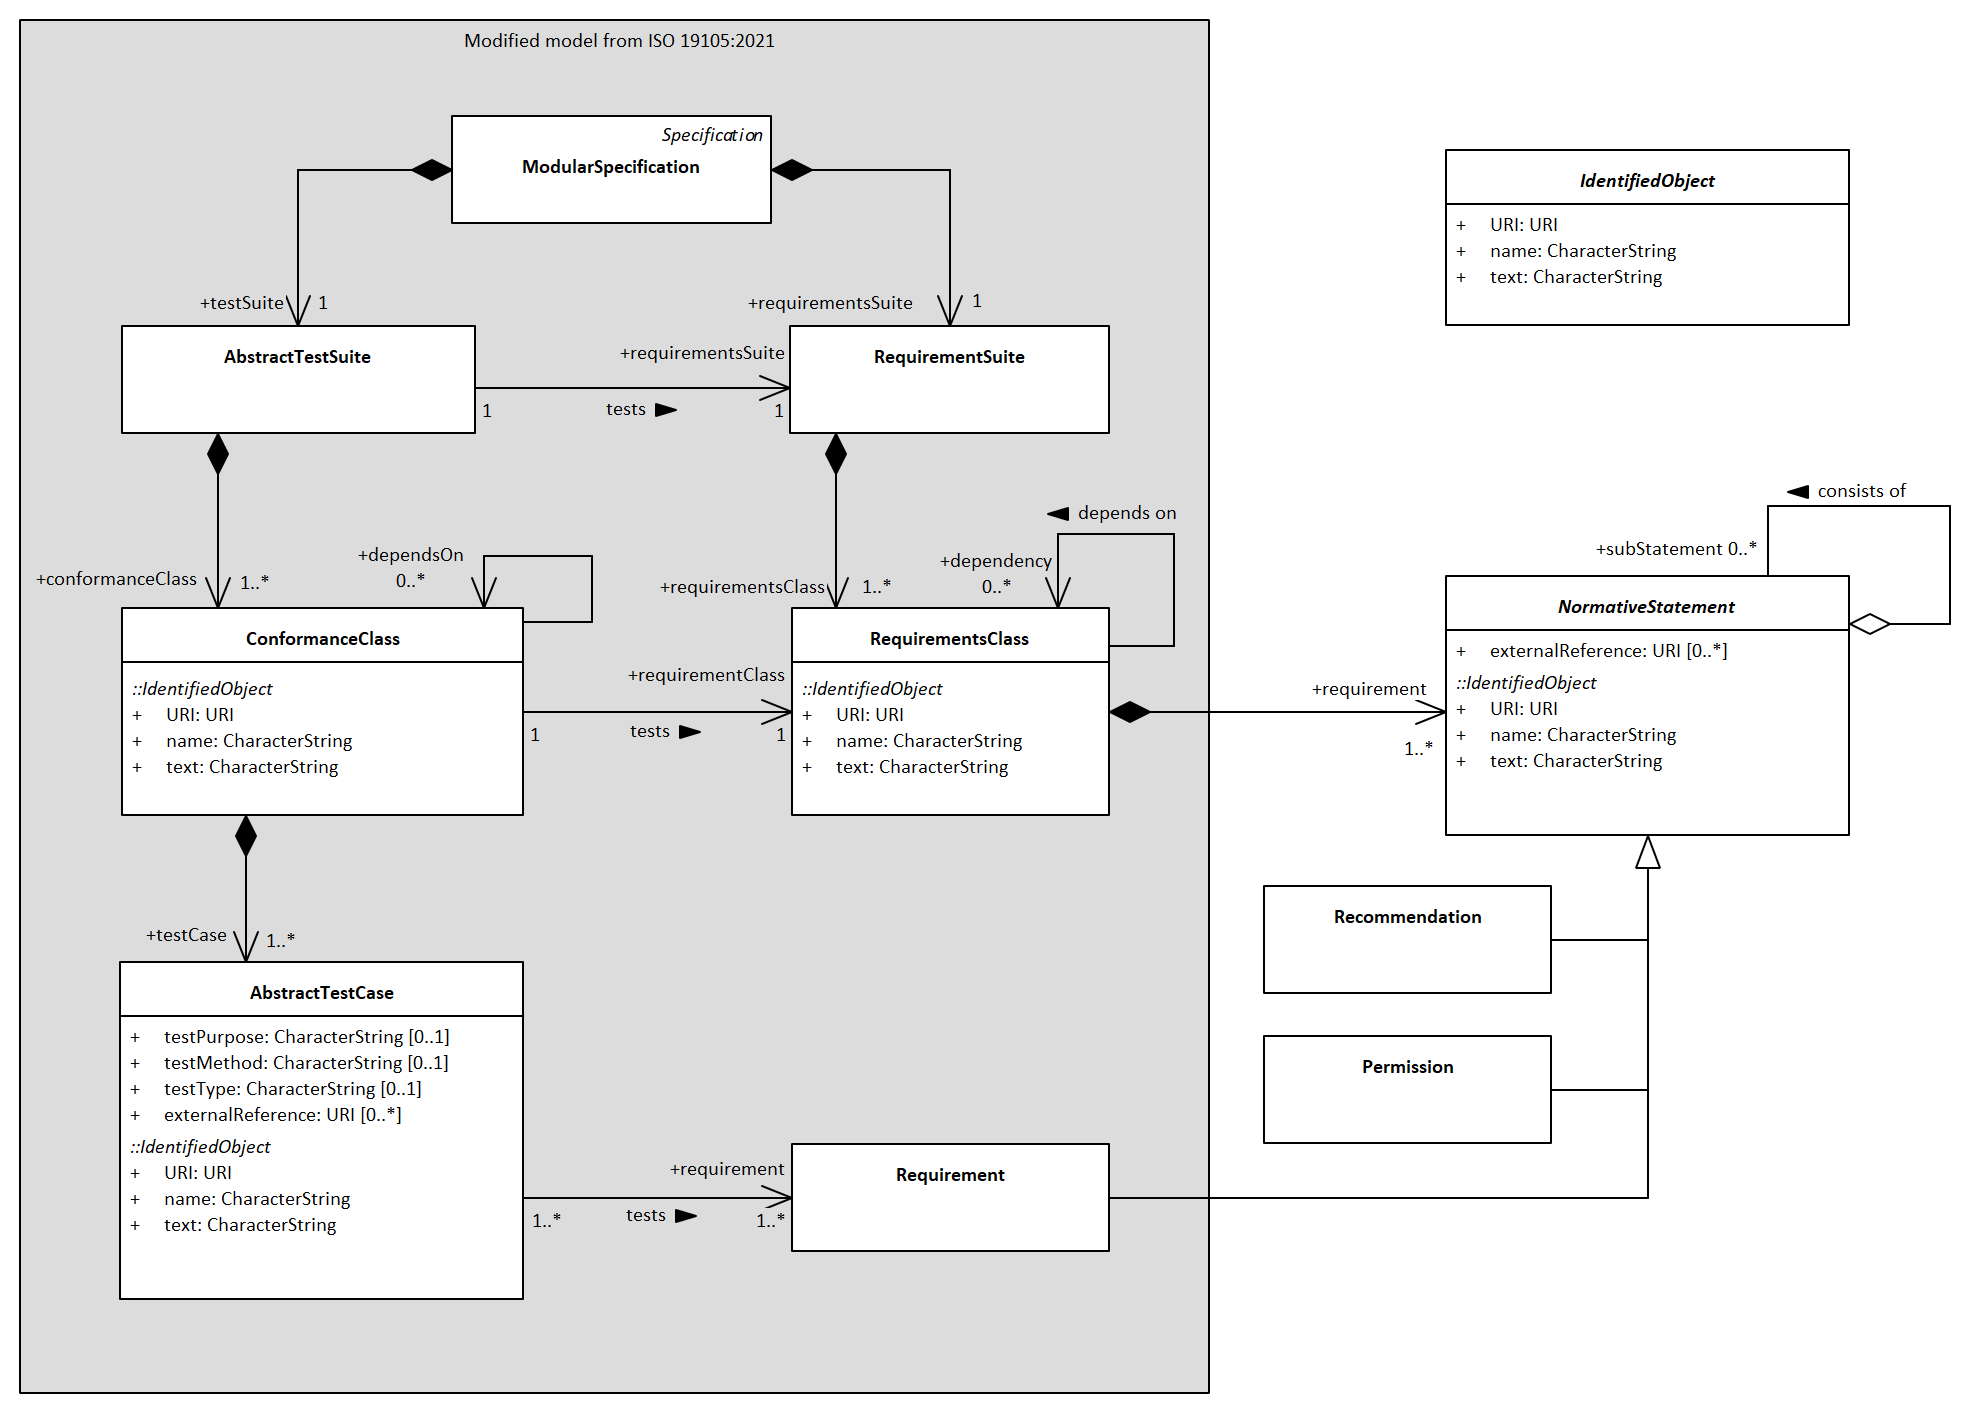 Modified model from ISO 19105:2021
Specification
ModularSpecification
IdentifiedObject
+ URI: URI
+ name: CharacterString
+ text: CharacterString
+testSuite 1
+requirementsSuite 1
AbstractTestSuite
+requirementsSuite
RequirementSuite
1 tests 1
consists of
depends on
+subStatement 0..*
+dependsOn
0..*
+dependency
0..*
+conformanceClass 1..*
+requirementsClass 1..*
ConformanceClass
::IdentifiedObject
+ URI: URI
+ name: CharacterString
+ text: CharacterString
+requirementClass
1 tests 1
RequirementsClass
::IdentifiedObject
+ URI: URI
+ name: CharacterString
+ text: CharacterString
+requirement
1..*
NormativeStatement
+ externalReference: URI [0..*]
::IdentifiedObject
+ URI: URI
+ name: CharacterString
+ text: CharacterString
Recommendation
+testCase 1..*
AbstractTestCase
+ testPurpose: CharacterString [0..1]
+ testMethod: CharacterString [0..1]
+ testType: CharacterString [0..1]
+ externalReference: URI [0..*]
::IdentifiedObject
+ URI: URI
+ name: CharacterString
+ text: CharacterString
Permission
+requirement
1..* tests 1..*
Requirement